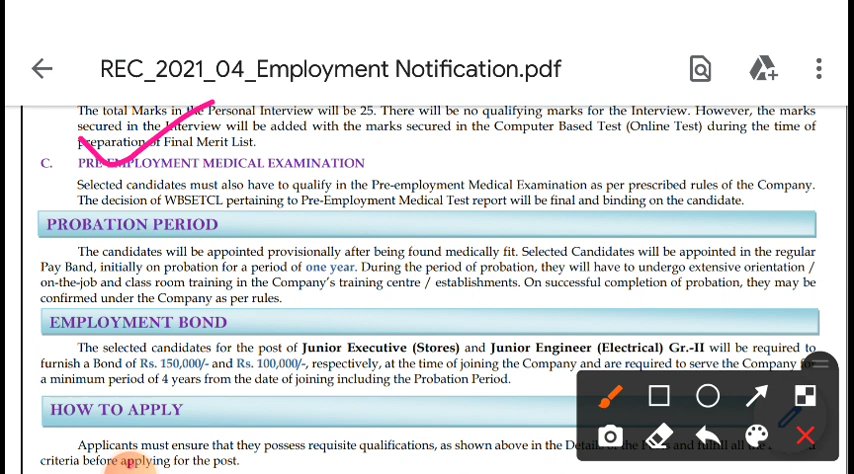 REC_2021_04_Employment Notification.pdf
The total Marks in the Personal Interview will be 25. There will be no qualifying marks for the Interview. However, the marks
secured in the Interview will be added with the marks secured in the Computer Based Test (Online Test) during the time of
preparation of Final Merit List.
C. PRE-EMPLOYMENT MEDICAL EXAMINATION
Selected candidates must also have to qualify in the Pre-employment Medical Examination as per prescribed rules of the Company.
The decision of WBSETCL pertaining to Pre-Employment Medical Test report will be final and binding on the candidate.
PROBATION PERIOD
The candidates will be appointed provisionally after being found medically fit. Selected Candidates will be appointed in the regular
Pay Band, initially on probation for a period of one year. During the period of probation, they will have to undergo extensive orientation /
on-the-job and class room training in the Company's training centre / establishments. On successful completion of probation, they may be
confirmed under the Company as per rules.
EMPLOYMENT BOND
The selected candidates for the post of Junior Executive (Stores) and Junior Engineer (Electrical) Gr.-II will be required to
furnish a Bond of Rs. 150,000/- and Rs. 100,000/-, respectively, at the time of joining the Company and are required to serve the Company
a minimum period of 4 years from the date of joining including the Probation Period.
HOW TO APPLY
Applicants must ensure that they possess requisite qualifications, as shown above in the the and fulfill all
criteria before applying for the post.